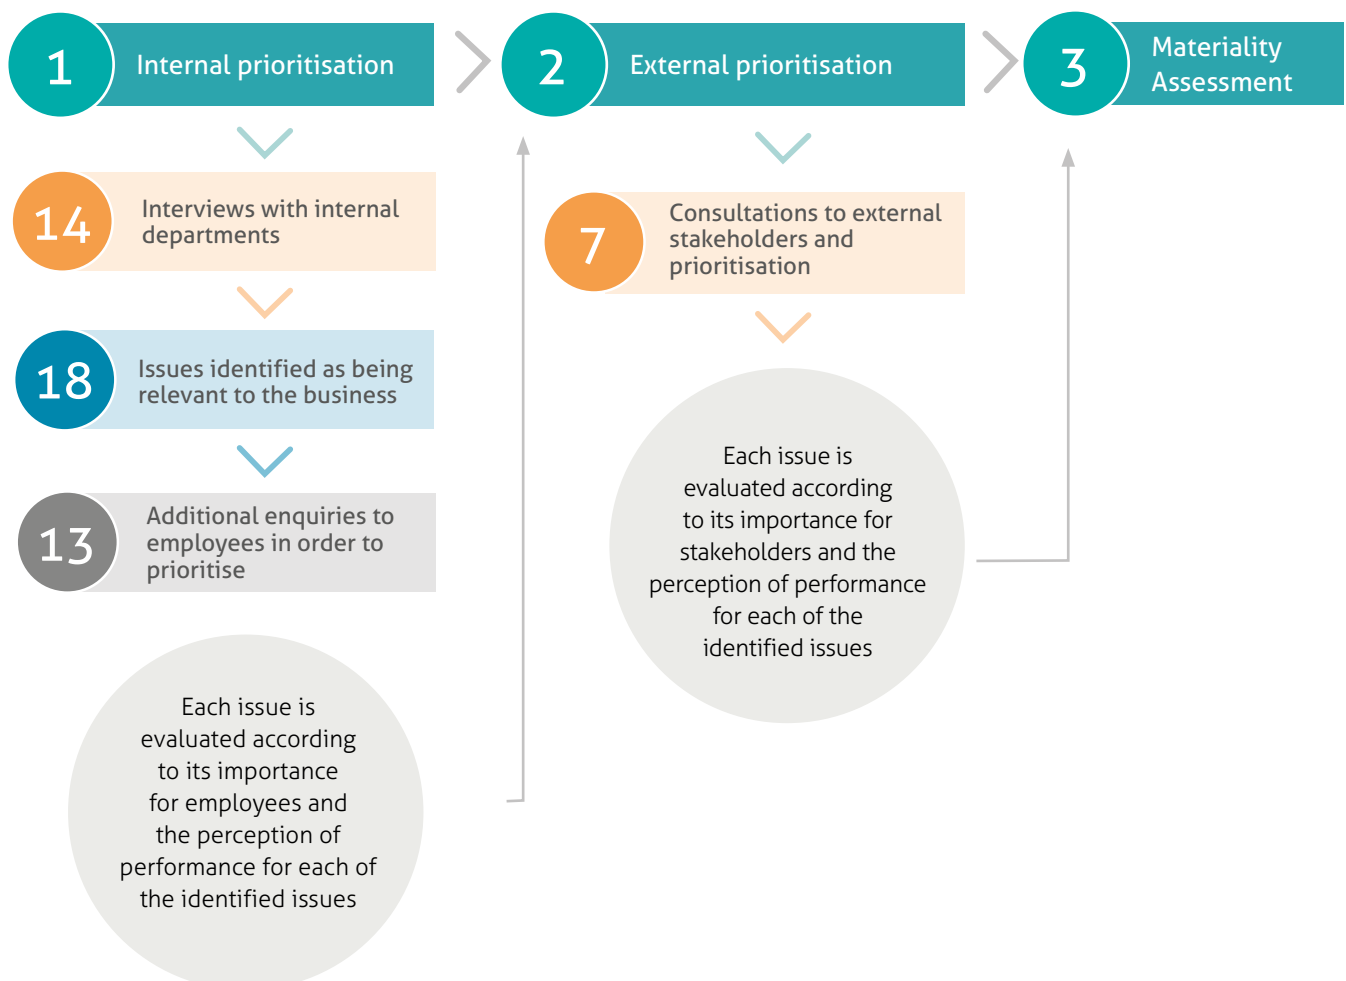 1
Internal prioritisation
14
Interviews with internal
departments
18
Issues identified as being
relevant to the business
13
Additional enquiries to
employees in order to
prioritise
Each issue is
evaluated according
to its importance
for employees and
the perception of
performance for each of
the identified issues
2
External prioritisation
7
Consultations to external
stakeholders and
prioritisation
Each issue is
evaluated according
to its importance for
stakeholders and the
perception of performance
for each of the
identified issues
3
Materiality
Assessment